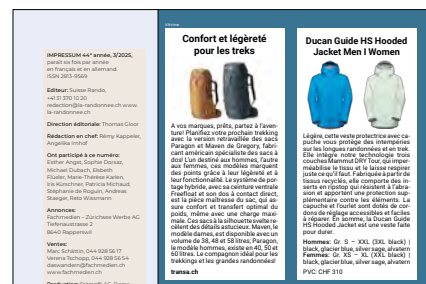 IMPRESSUM 44ᵉ année, 3/2025,
paraît six fois par année
en français et en allemand.
ISSN 2813-9569
Éditeur: Suisse Rando,
+41 31 370 10 20
redaction@la-randonnee.ch www.
la-randonnee.ch
Direction éditoriale: Thomas Gloor
Rédaction en chef: Rémy Kappeler,
Angelika Imhof
Ont participé à ce numéro:
Esther Angst, Sophie Dorsaz,
Michael Dubach, Elsbeth
Flüeler, Marie-Thérèse Karlen,
Iris Kürschner, Patricia Michaud,
Stéphanie de Roguin, Andreas
Staeger, Reto Wissmann
Annonces:
Fachmedien – Zürichsee Werbe AG
Tiefenaustrasse 2
8640 Rapperswil
Ventes:
Marc Schättin, 044 928 56 17
Verena Tschopp, 044 928 56 54
daswandern@fachmedien.ch
www.fachmedien.ch
Vitrine
Confort et légèreté
pour les treks
A vos marques, prêts, partez à l'aven-
ture! Planifiez votre prochain trekking
avec la version retravaillée des sacs
Paragon et Maven de Gregory, fabri-
cant américain spécialiste des sacs à
dos! L'un destiné aux hommes, l'autre
aux femmes, ces modèles marquent
des points grâce à leur légèreté et à
leur fonctionnalité. Le système de por-
tage hybride, avec sa ceinture ventrale
Freefloat et son dos à contact direct,
est la pièce maîtresse du sac, qui as-
sure confort et transfert optimal du
poids, même avec une charge maxi-
male. Ces sacs à la silhouette svelte re-
cèlent des détails astucieux. Maven, le
modèle dames, est disponible avec un
volume de 38, 48 et 58 litres; Paragon,
le modèle hommes, existe en 40, 50 et
60 litres. Le compagnon idéal pour les
trekkings et les grandes randonnées!
transa.ch
Ducan Guide HS Hooded
Jacket Men I Women
Légère, cette veste protectrice avec ca-
puche vous protège des intempéries
sur les longues randonnées et en trek.
Elle intègre notre technologie trois
couches Mammut DRY Tour, qui imper-
méabilise le tissu et le laisse respirer
juste ce qu'il faut. Fabriquée à partir de
tissus recyclés, elle comporte des in-
serts en ripstop qui résistent à l'abra-
sion et apportent une protection sup-
plémentaire contre les éléments. La
capuche et l'ourlet sont dotés de cor-
dons de réglage accessibles et faciles
à réparer. En somme, la Ducan Guide
HS Hooded Jacket est une veste faite
pour durer.
Hommes: Gr. S – XXL (3XL black) |
black, glacier blue, silver sage, alvatern
Femmes: Gr. XS – XL (XXL black) |
black, glacier blue, silver sage, alvatern
PVC: CHF 310